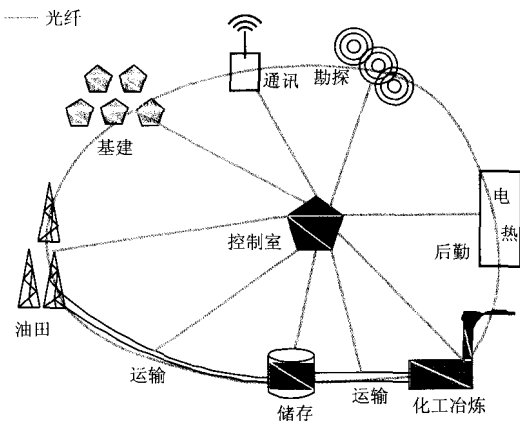 光纤
通讯
勘探
基建
电
热
控制室
后勤
油田
运输
运输
储存
化工冶炼